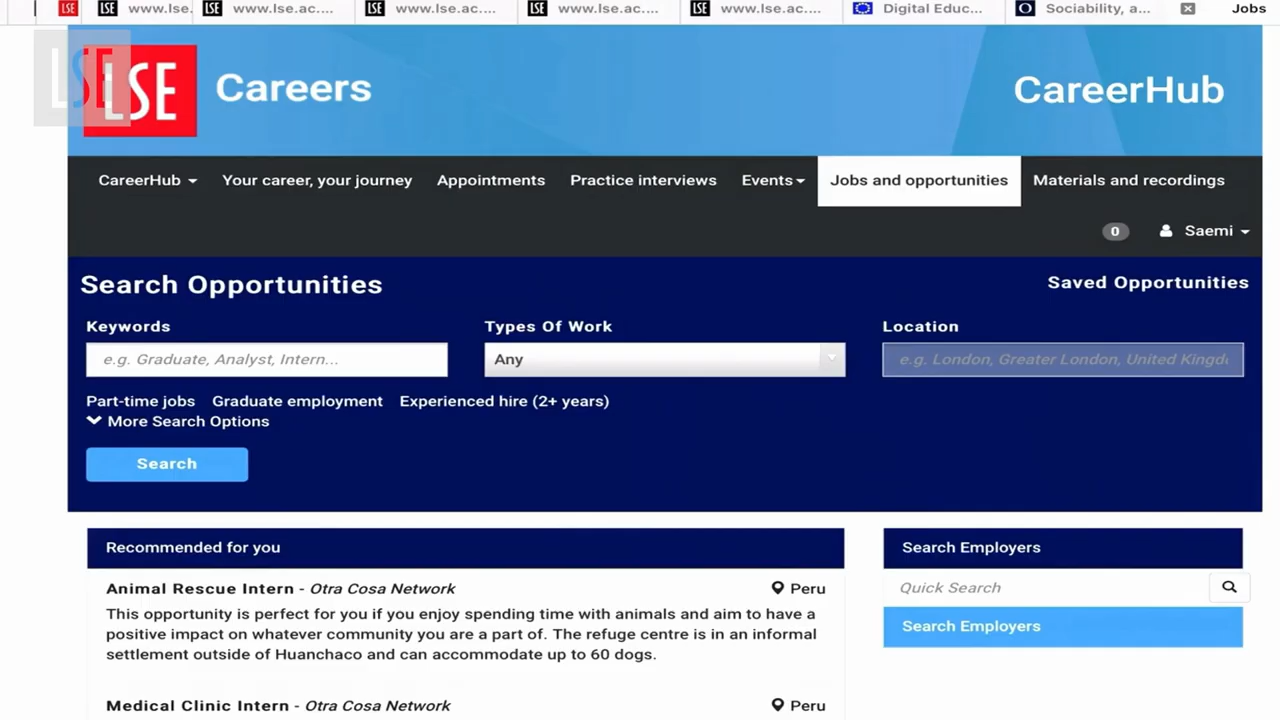 LSE www.lse. LSE www.lse.ac.... LSE www.lse.ac.... LSE www.lse.ac.... LSE www.lse.ac.... Digital Educ... Sociability, a... Jobs
LSE LSE Careers CareerHub
CareerHub Your career, your journey Appointments Practice interviews Events Jobs and opportunities Materials and recordings
0 Saemi
Search Opportunities Saved Opportunities
Keywords Types Of Work Location
e.g. Graduate, Analyst, Intern... Any e.g. London, Greater London, United Kingd
Part-time jobs Graduate employment Experienced hire (2+ years)
More Search Options
Search
Recommended for you Search Employers
Animal Rescue Intern - Otra Cosa Network Peru Quick Search
This opportunity is perfect for you if you enjoy spending time with animals and aim to have a
positive impact on whatever community you are a part of. The refuge centre is in an informal Search Employers
settlement outside of Huanchaco and can accommodate up to 60 dogs.
Medical Clinic Intern - Otra Cosa Network Peru